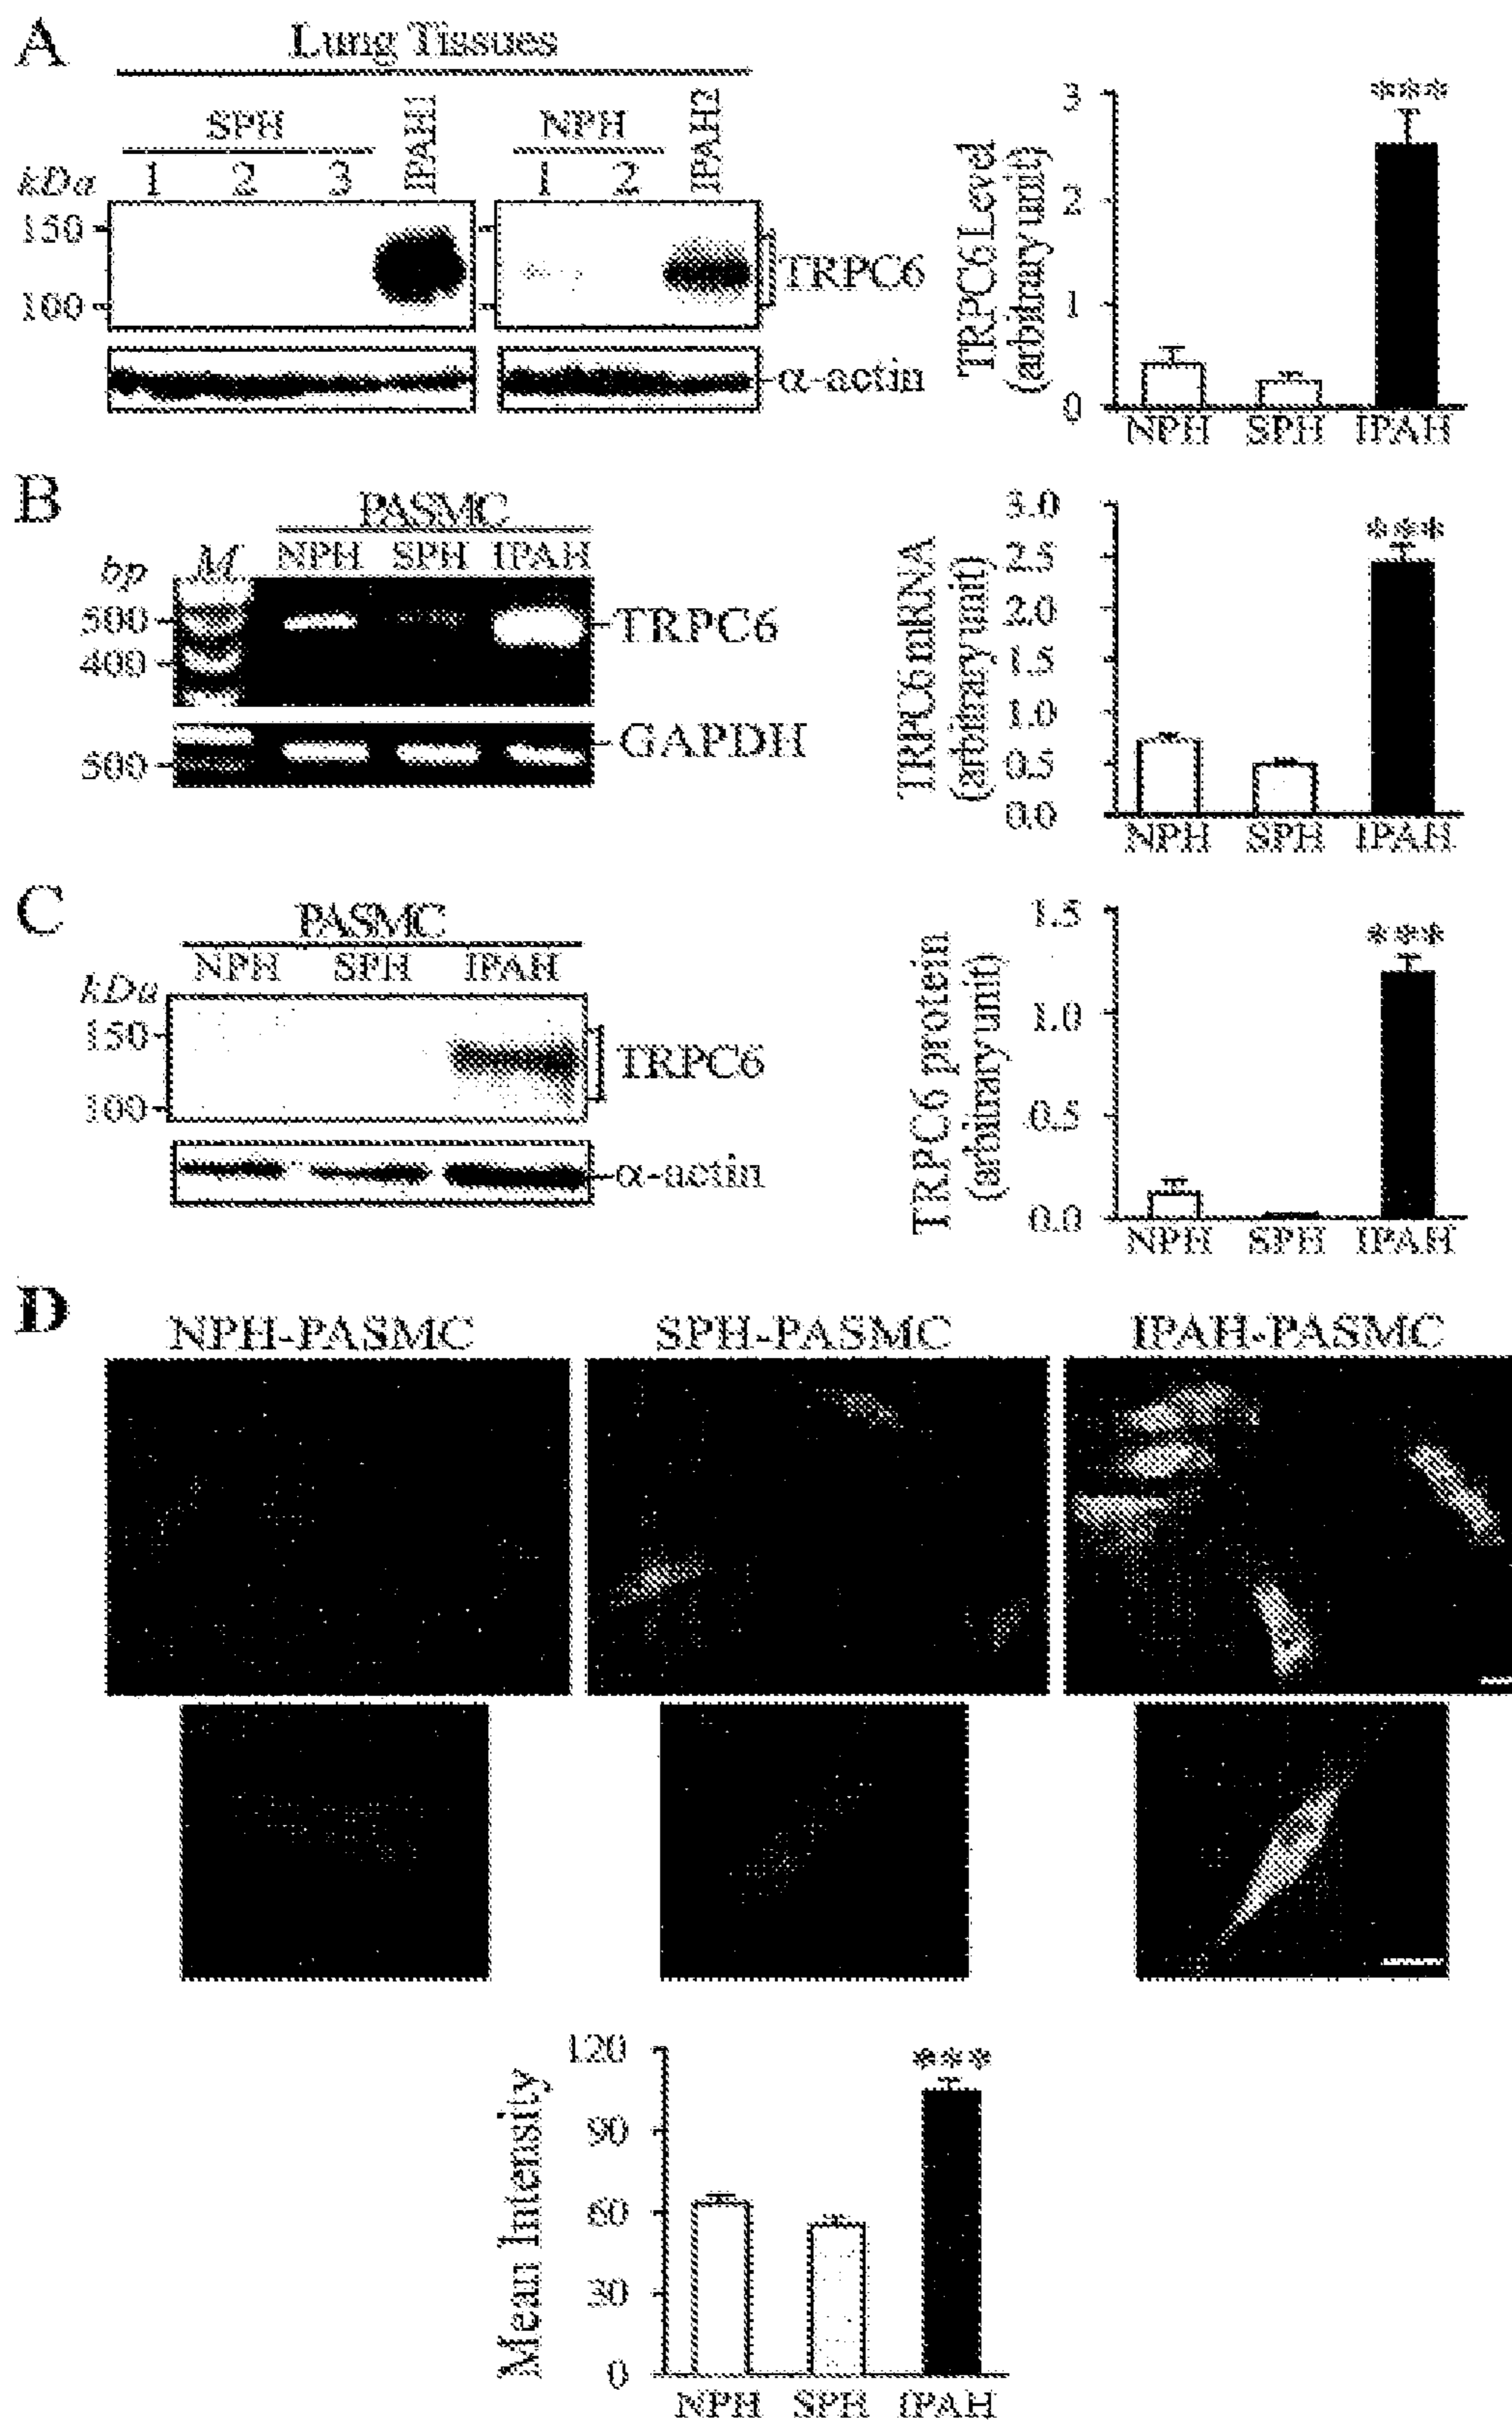 A
Lung Tissues
SPH
IPAH1
NPH
IPAH2
kDa
1 2 3
1 2
150
100
TRPC6
α-actin
TRPC6 Level
(arbitrary unit)
3
2
1
0
***
NPH SPH IPAH
B
PASMC
bp M NPH SPH IPAH
500
400
TRPC6
500
GAPDH
TRPC6 mRNA
(arbitrary unit)
3.0
2.5
2.0
1.5
1.0
0.5
0.0
***
NPH SPH IPAH
C
PASMC
NPH SPH IPAH
kDa
150
100
TRPC6
α-actin
TRPC6 protein
(arbitrary unit)
1.5
1.0
0.5
0.0
***
NPH SPH IPAH
D
NPH-PASMC SPH-PASMC IPAH-PASMC
Mean Intensity
120
90
60
30
0
***
NPH SPH IPAH